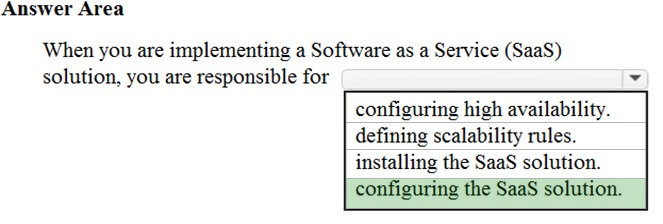 Answer Area
When you are implementing a Software as a Service (SaaS)
solution, you are responsible for
configuring high availability.
defining scalability rules.
installing the SaaS solution.
configuring the SaaS solution.